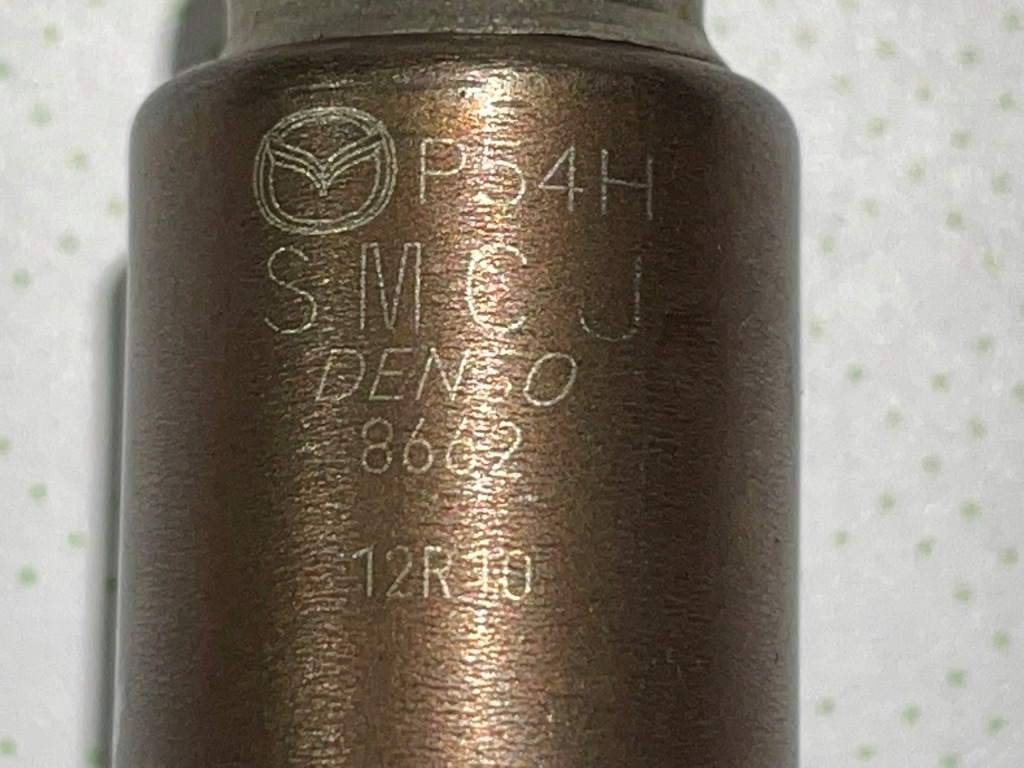 P54H
SMCJ
DENSO
8662
12R10